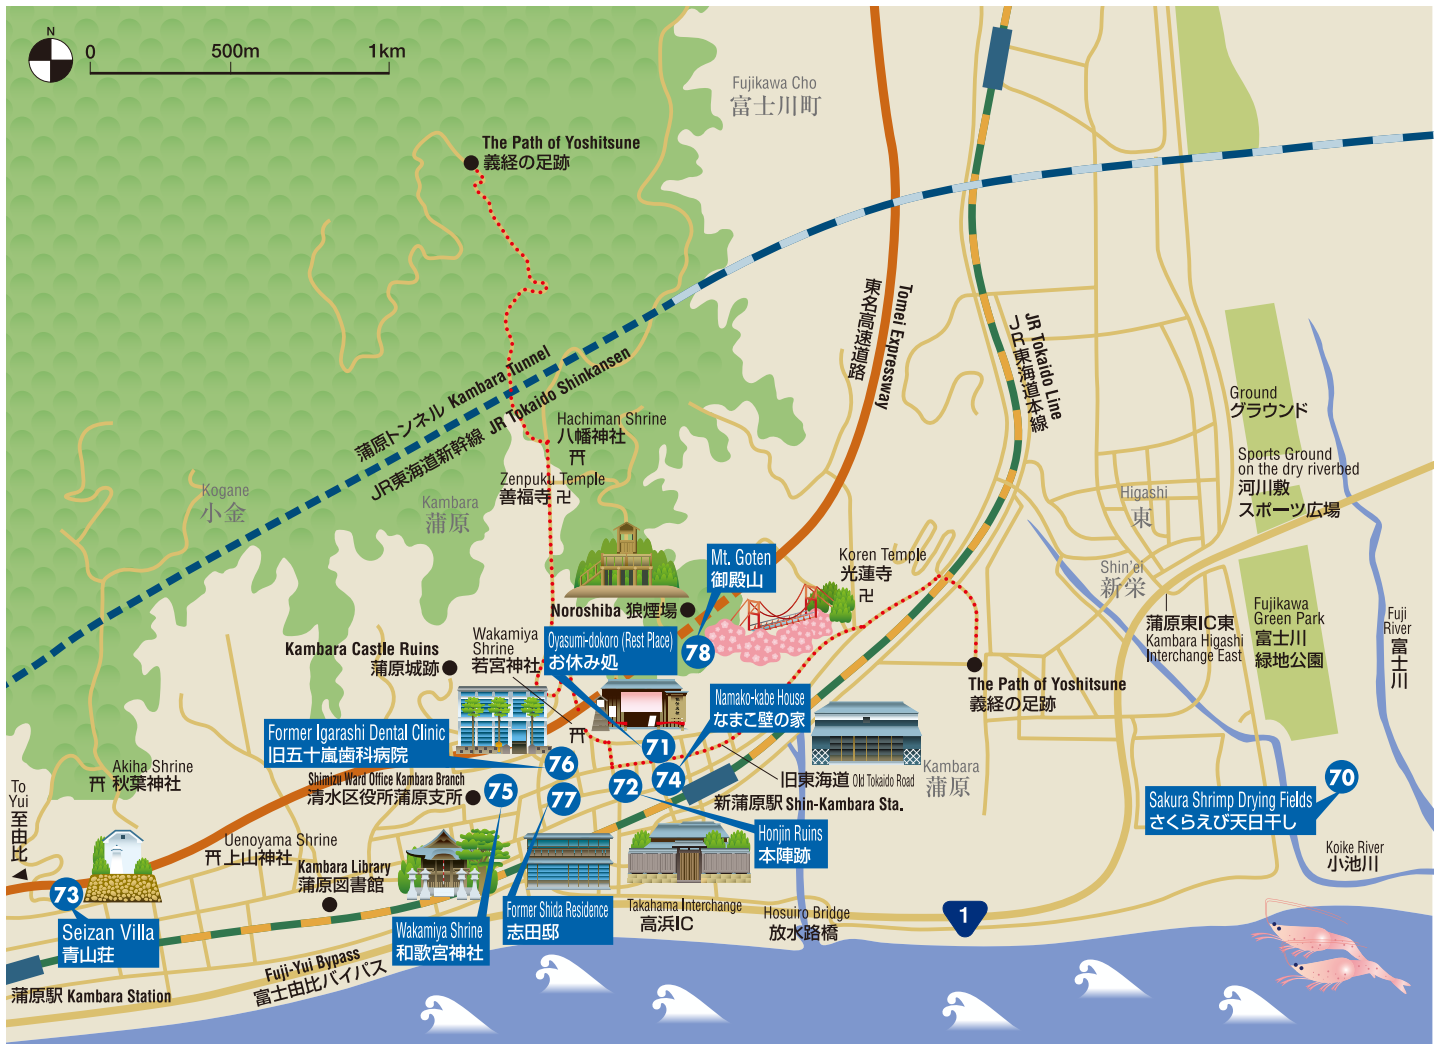 N
0
500m
1km
Fujikawa Cho
富士川町
The Path of Yoshitsune
義経の足跡
Tomei Expressway
東名高速道路
JR Tokaido Line
JR東海道本線
蒲原トンネル Kambara Tunnel
JR東海道新幹線 JR Tokaido Shinkansen
Hachiman Shrine
八幡神社
Zenpuku Temple
善福寺
Kogane
小金
Kambara
蒲原
Ground
グラウンド
Sports Ground
on the dry riverbed
河川敷
スポーツ広場
Higashi
東
Shin'ei
新栄
Mt. Goten
御殿山
78
Koren Temple
光蓮寺
Noroshiba 狼煙場
蒲原東IC東
Kambara Higashi
Interchange East
Fujikawa
Green Park
富士川
緑地公園
Fuji
River
富士川
Kambara Castle Ruins
蒲原城跡
Wakamiya
Shrine
若宮神社
Oyasumi-dokoro (Rest Place)
お休み処
71
Namako-kabe House
なまこ壁の家
74
The Path of Yoshitsune
義経の足跡
Former Igarashi Dental Clinic
旧五十嵐歯科病院
76
Shimizu Ward Office Kambara Branch
清水区役所蒲原支所
75
77
72
旧東海道 Old Tokaido Road
新蒲原駅 Shin-Kambara Sta.
Kambara
蒲原
70
Sakura Shrimp Drying Fields
さくらえび天日干し
Akiha Shrine
秋葉神社
To
Yui
至由比
Uenoyama Shrine
上山神社
Kambara Library
蒲原図書館
Honjin Ruins
本陣跡
Koike River
小池川
73
Seizan Villa
青山荘
Wakamiya Shrine
和歌宮神社
Former Shida Residence
志田邸
Takahama Interchange
高浜IC
Hosuiro Bridge
放水路橋
1
Fuji-Yui Bypass
富士由比バイパス
蒲原駅 Kambara Station